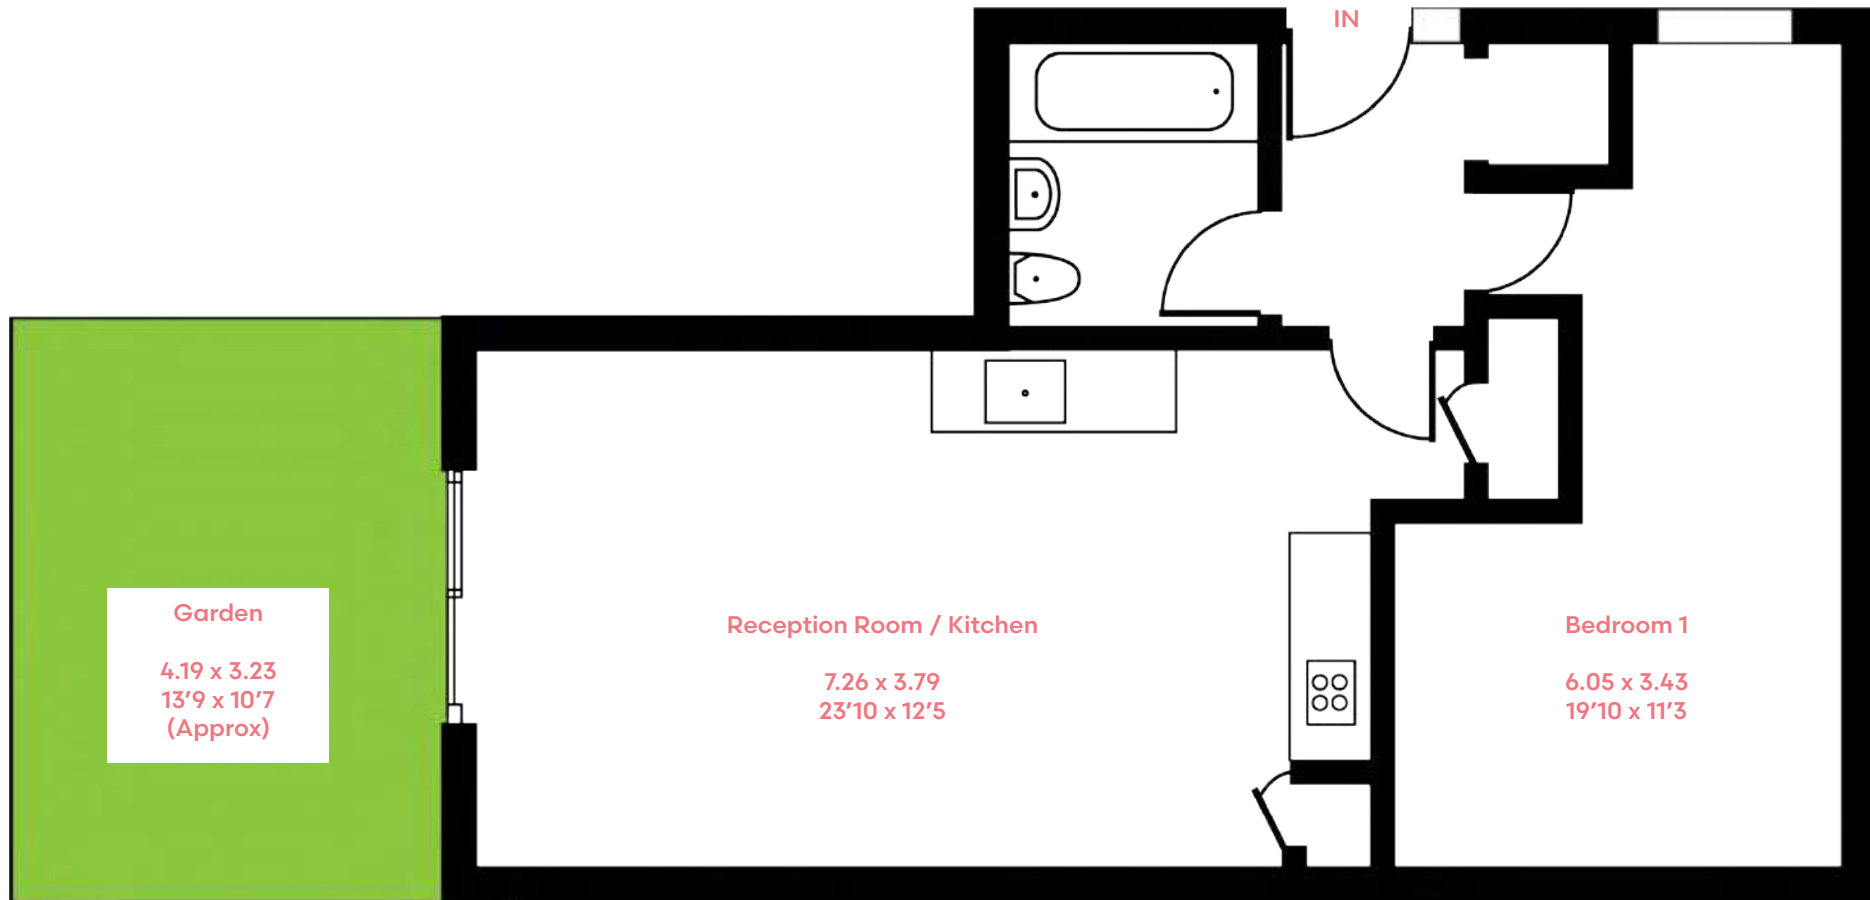 IN
Garden
4.19 x 3.23
13'9 x 10'7
(Approx)
Reception Room / Kitchen
7.26 x 3.79
23'10 x 12'5
Bedroom 1
6.05 x 3.43
19'10 x 11'3